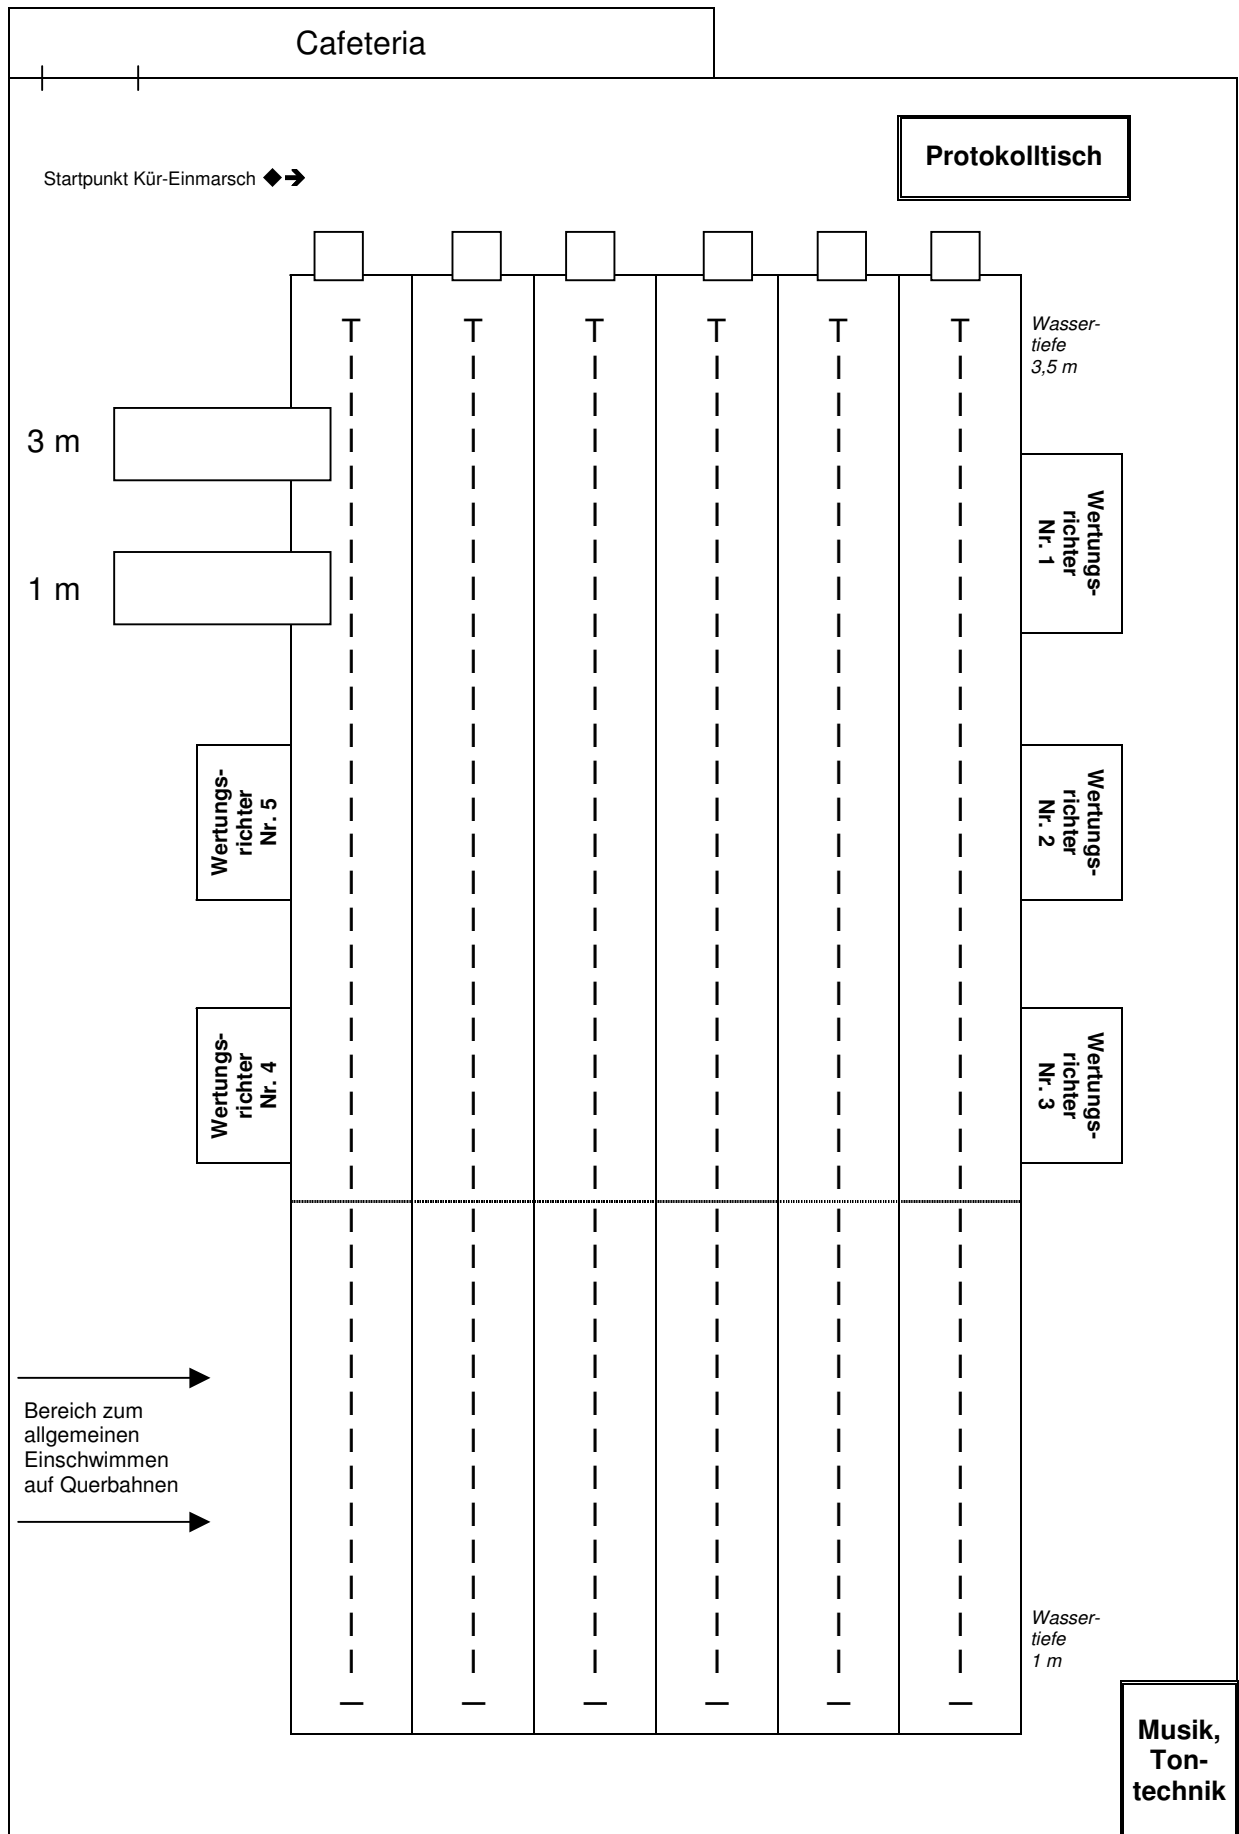 Cafeteria
Protokolltisch
Startpunkt Kür-Einmarsch
Wasser-
tiefe
3,5 m
3 m
1 m
Wertungs-
richter
Nr. 1
Wertungs-
richter
Nr. 5
Wertungs-
richter
Nr. 2
Wertungs-
richter
Nr. 4
Wertungs-
richter
Nr. 3
Bereich zum
allgemeinen
Einschwimmen
auf Querbahnen
Wasser-
tiefe
1 m
Musik,
Ton-
technik